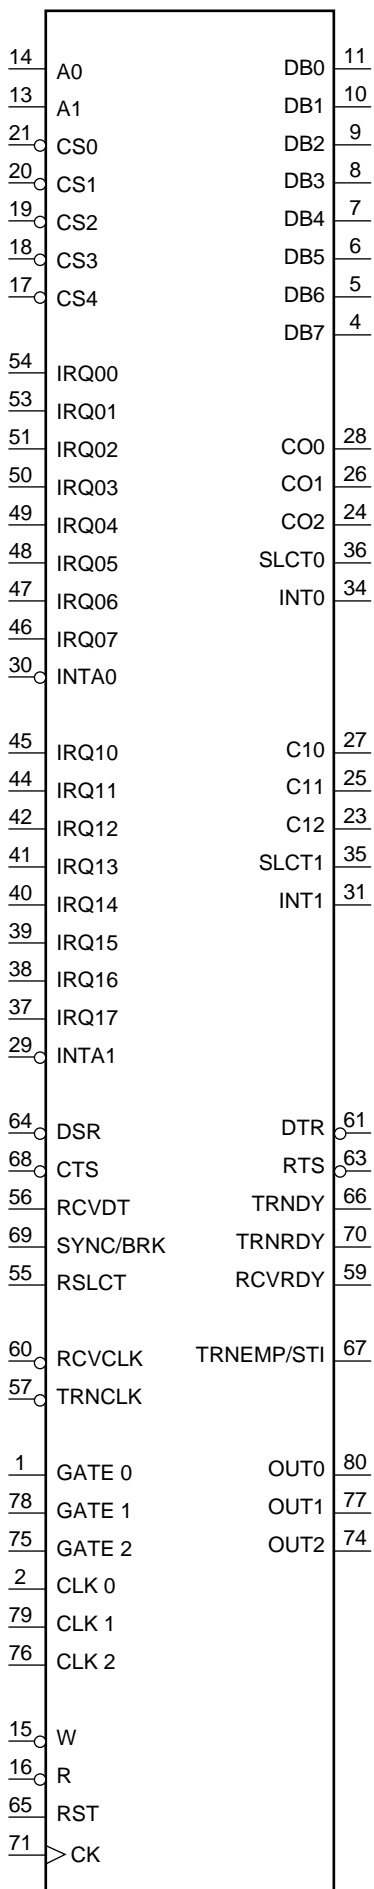 14 A0 DB0 11
13 A1 DB1 10
21 CS0 DB2 9
20 CS1 DB3 8
19 CS2 DB4 7
18 CS3 DB5 6
17 CS4 DB6 5
DB7 4
54 IRQ00
53 IRQ01
51 IRQ02 CO0 28
50 IRQ03 CO1 26
49 IRQ04 CO2 24
48 IRQ05 SLCT0 36
47 IRQ06 INT0 34
46 IRQ07
30 INTA0
45 IRQ10 C10 27
44 IRQ11 C11 25
42 IRQ12 C12 23
41 IRQ13 SLCT1 35
40 IRQ14 INT1 31
39 IRQ15
38 IRQ16
37 IRQ17
29 INTA1
64 DSR DTR 61
68 CTS RTS 63
56 RCVDT TRNDY 66
69 SYNC/BRK TRNRDY 70
55 RSLCT RCVRDY 59
60 RCVCLK TRNEMP/STI 67
57 TRNCLK
1 GATE 0 OUT0 80
78 GATE 1 OUT1 77
75 GATE 2 OUT2 74
2 CLK 0
79 CLK 1
76 CLK 2
15 W
16 R
65 RST
71 CK